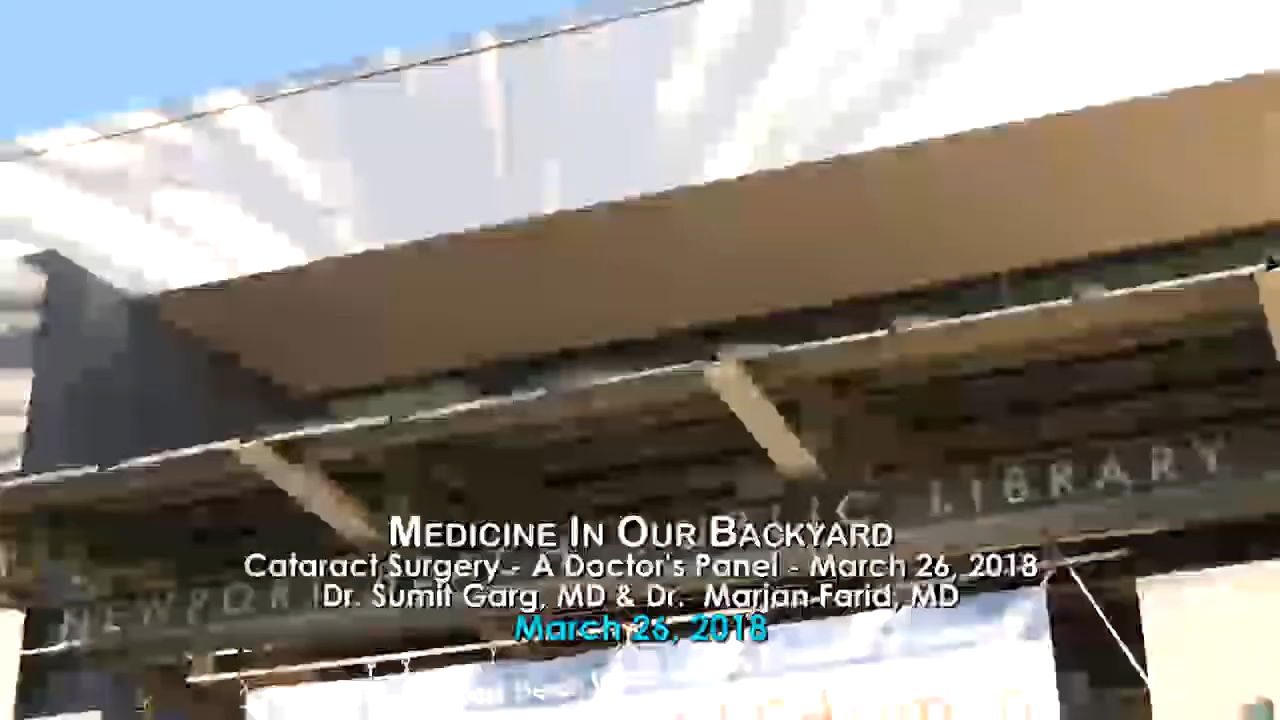 LIBRARY
MEDICINE IN OUR BACKYARD
Cataract Surgery - A Doctor's Panel - March 26, 2018
Dr. Sumit Garg, MD & Dr. Marjan Farid, MD
March 26, 2018